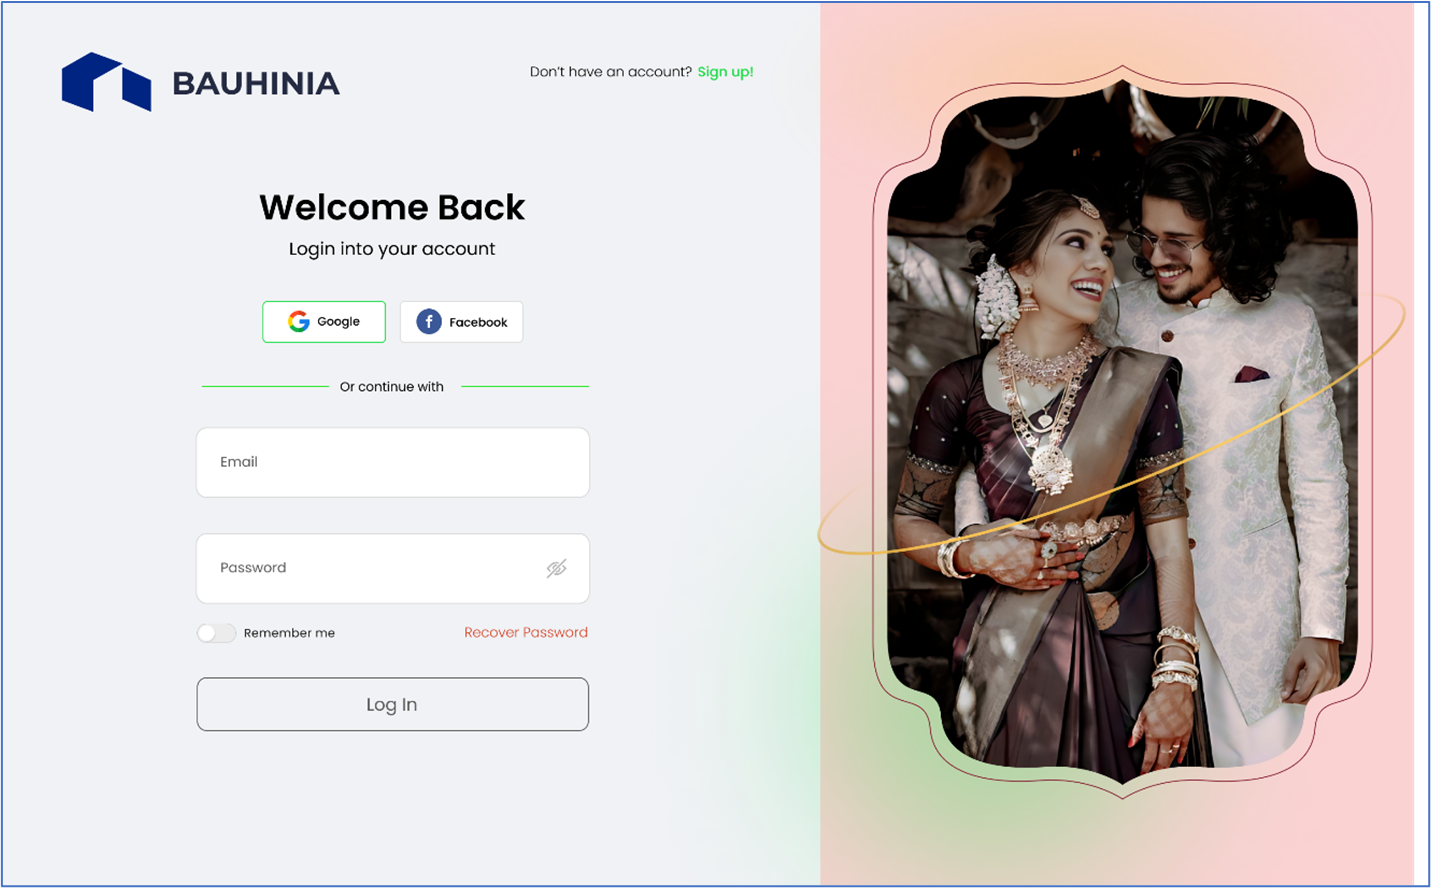 BAUHINIA
Don't have an account? Sign up!
Welcome Back
Login into your account
Google
Facebook
Or continue with
Email
Password
Remember me
Recover Password
Log In